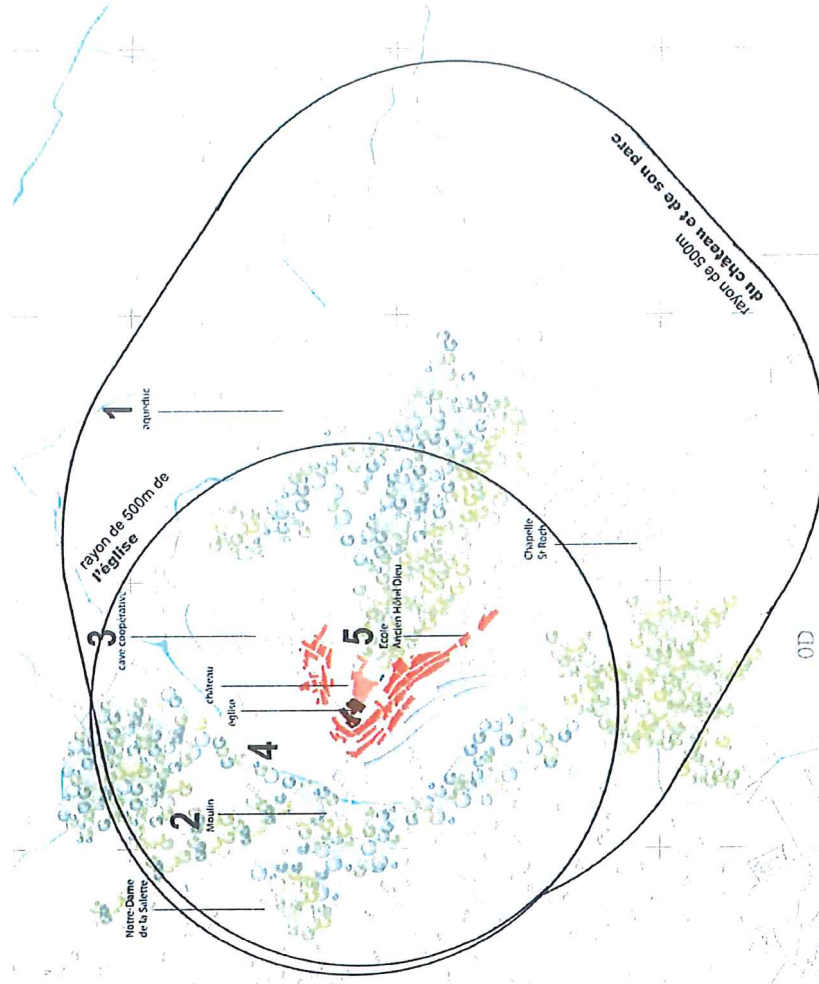 Notre-Dame
de la Salette
2
Moulin
4
église
château
3
cave coopérative
rayon de 500m de
l'église
1
aqueduc
5
Ecole
Ancien Hôtel Dieu
Chapelle
St Roch
rayon de 500m
du château et de son parc
0D